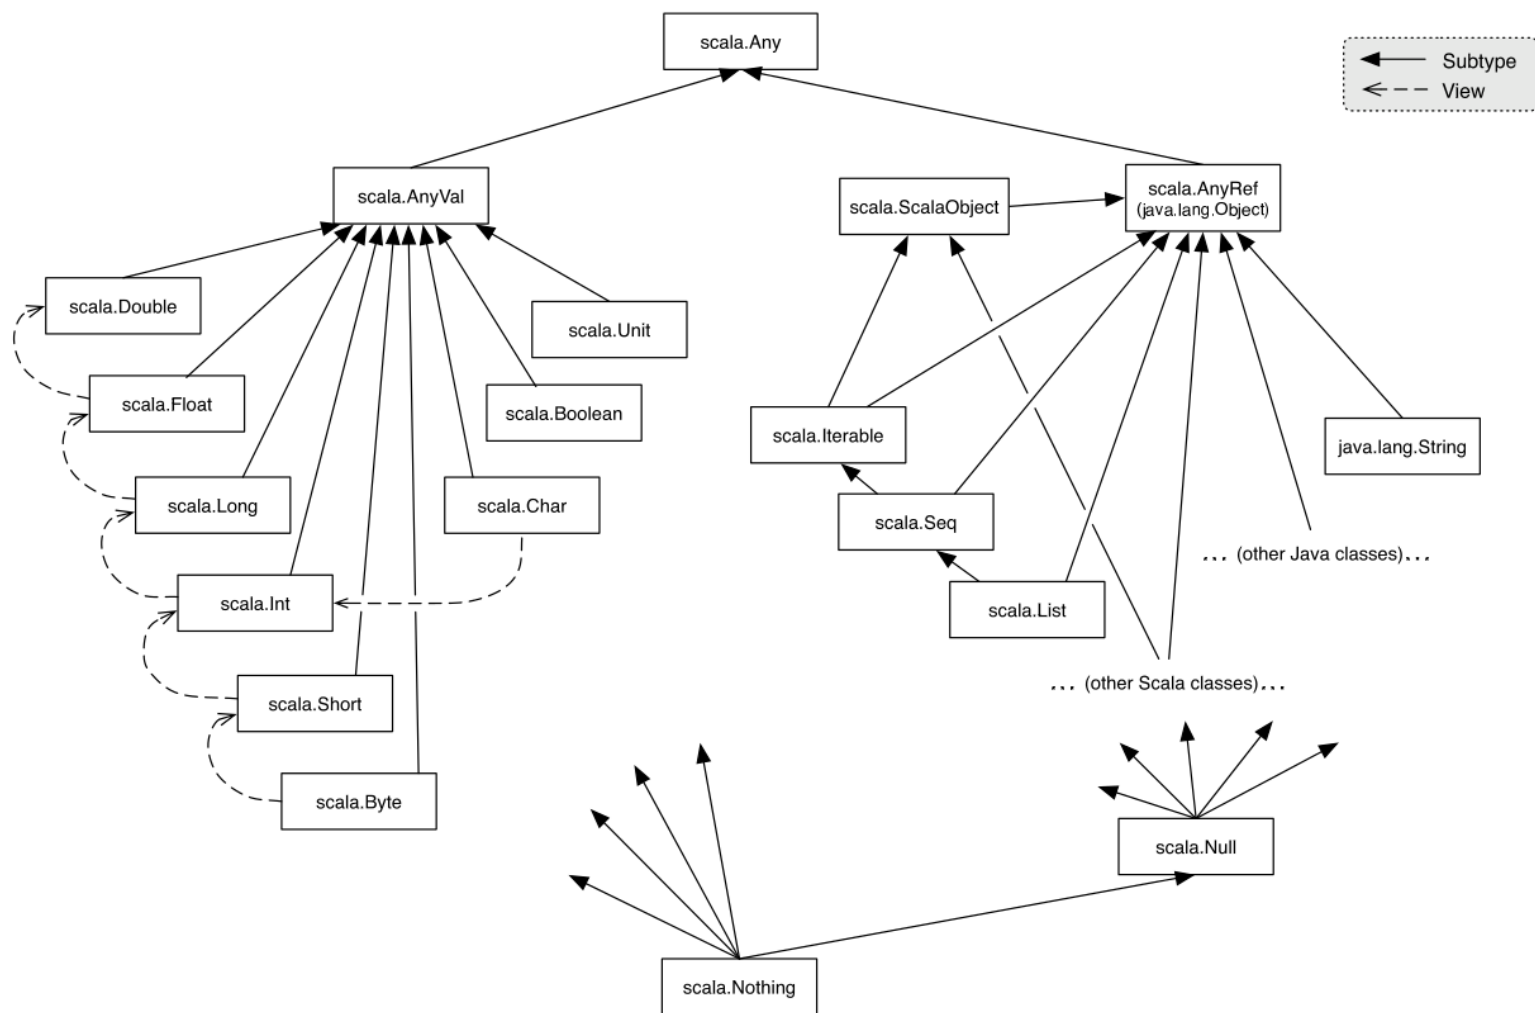 scala.Any
Subtype
View
scala.AnyVal
scala.ScalaObject
scala.AnyRef
(java.lang.Object)
scala.Double
scala.Unit
scala.Float
scala.Boolean
scala.Iterable
java.lang.String
scala.Long
scala.Char
scala.Seq
... (other Java classes)...
scala.Int
scala.List
scala.Short
... (other Scala classes)...
scala.Byte
scala.Null
scala.Nothing